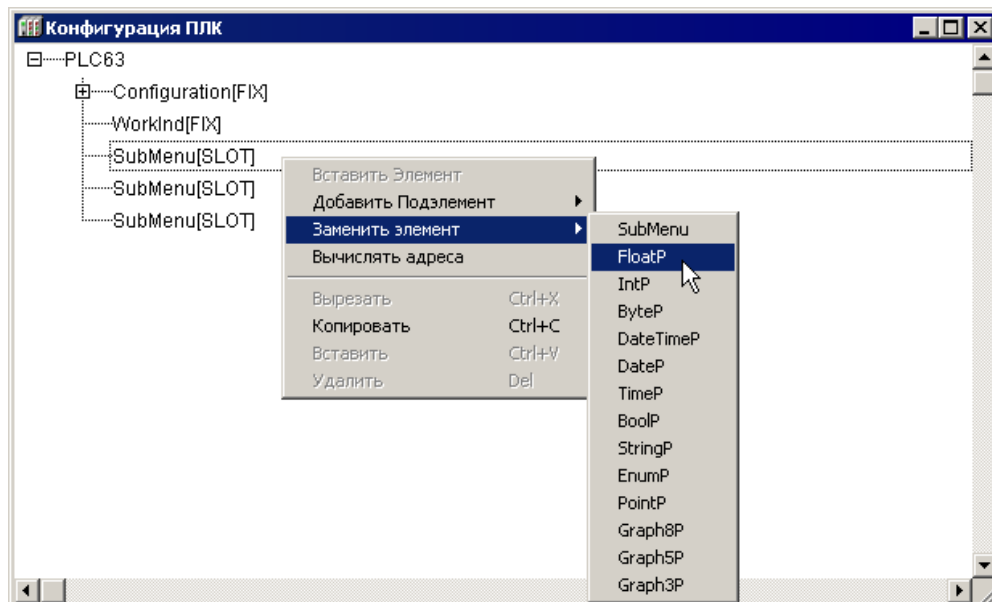 Конфигурация ПЛК
PLC63
Configuration[FIX]
WorkInd[FIX]
SubMenu[SLOT]
SubMenu[SLOT]
SubMenu[SLOT]
Вставить Элемент
Добавить Подэлемент
Заменить элемент
Вычислять адреса
Вырезать Ctrl+X
Копировать Ctrl+C
Вставить Ctrl+V
Удалить Del
SubMenu
FloatP
IntP
ByteP
DateTimeP
DateP
TimeP
BoolP
StringP
EnumP
PointP
Graph8P
Graph5P
Graph3P